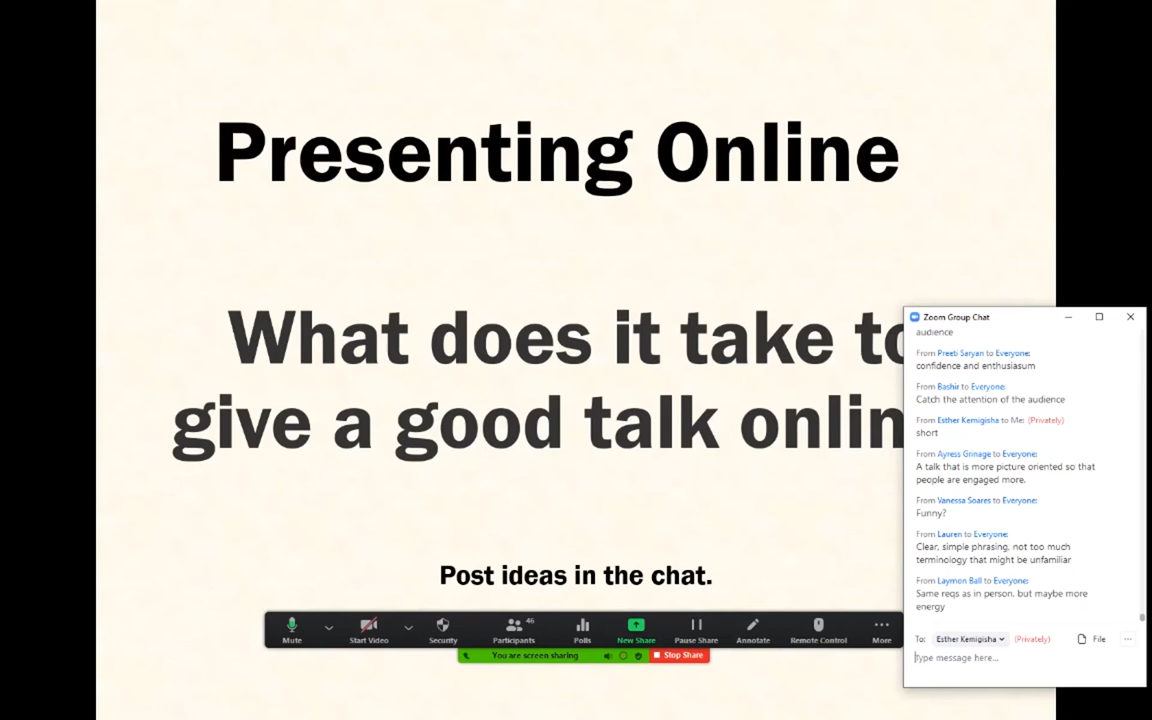 Presenting Online
What does it take to
give a good talk onlin
Post ideas in the chat.
Zoom Group Chat
audience
From Preeti Saryan to Everyone:
confidence and enthusiasum
From Bashir to Everyone:
Catch the attention of the audience
From Esther Kemigisha to Me: (Privately)
short
From Ayress Grinage to Everyone:
A talk that is more picture oriented so that
people are engaged more.
From Vanessa Soares to Everyone:
Funny?
From Lauren to Everyone:
Clear, simple phrasing, not too much
terminology that might be unfamiliar
From Laymon Ball to Everyone:
Same reqs as in person, but maybe more
energy
To: Esther Kemigisha (Privately) File ...
Type message here...
46
Mute Start Video Security Participants Polls New Share Pause Share Annotate Remote Control More
You are screen sharing Stop Share